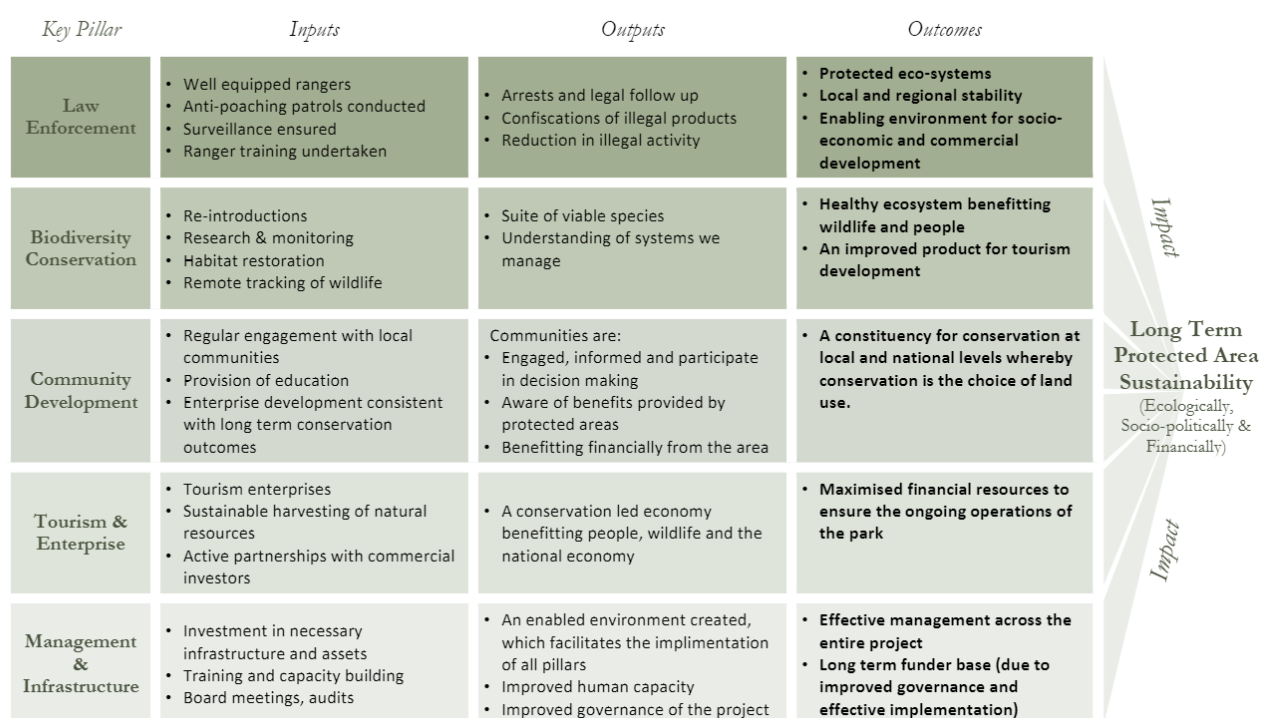 Key Pillar
Inputs
Outputs
Outcomes
Law
Enforcement
• Well equipped rangers
• Anti-poaching patrols conducted
• Surveillance ensured
• Ranger training undertaken
• Arrests and legal follow up
• Confiscations of illegal products
• Reduction in illegal activity
• Protected eco-systems
• Local and regional stability
• Enabling environment for socio-
economic and commercial
development
Biodiversity
Conservation
• Re-introductions
• Research & monitoring
• Habitat restoration
• Remote tracking of wildlife
• Suite of viable species
• Understanding of systems we
manage
• Healthy ecosystem benefitting
wildlife and people
• An improved product for tourism
development
Community
Development
• Regular engagement with local
communities
• Provision of education
• Enterprise development consistent
with long term conservation
outcomes
Communities are:
• Engaged, informed and participate
in decision making
• Aware of benefits provided by
protected areas
• Benefitting financially from the area
• A constituency for conservation at
local and national levels whereby
conservation is the choice of land
use.
Tourism &
Enterprise
• Tourism enterprises
• Sustainable harvesting of natural
resources
• Active partnerships with commercial
investors
• A conservation led economy
benefitting people, wildlife and the
national economy
• Maximised financial resources to
ensure the ongoing operations of
the park
Management
&
Infrastructure
• Investment in necessary
infrastructure and assets
• Training and capacity building
• Board meetings, audits
• An enabled environment created,
which facilitates the implimentation
of all pillars
• Improved human capacity
• Improved governance of the project
• Effective management across the
entire project
• Long term funder base (due to
improved governance and
effective implementation)
Impact
Long Term
Protected Area
Sustainability
(Ecologically,
Socio-politically &
Financially)
Impact